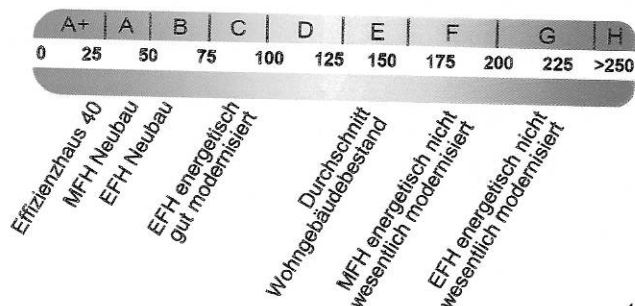 A+ A B C D E F G H
0 25 50 75 100 125 150 175 200 225 >250
Effizienzhaus 40
MFH Neubau
EFH Neubau
EFH energetisch
gut modernisiert
Durchschnitt
Wohngebäudebestand
MFH energetisch nicht
wesentlich modernisiert
EFH energetisch nicht
wesentlich modernisiert